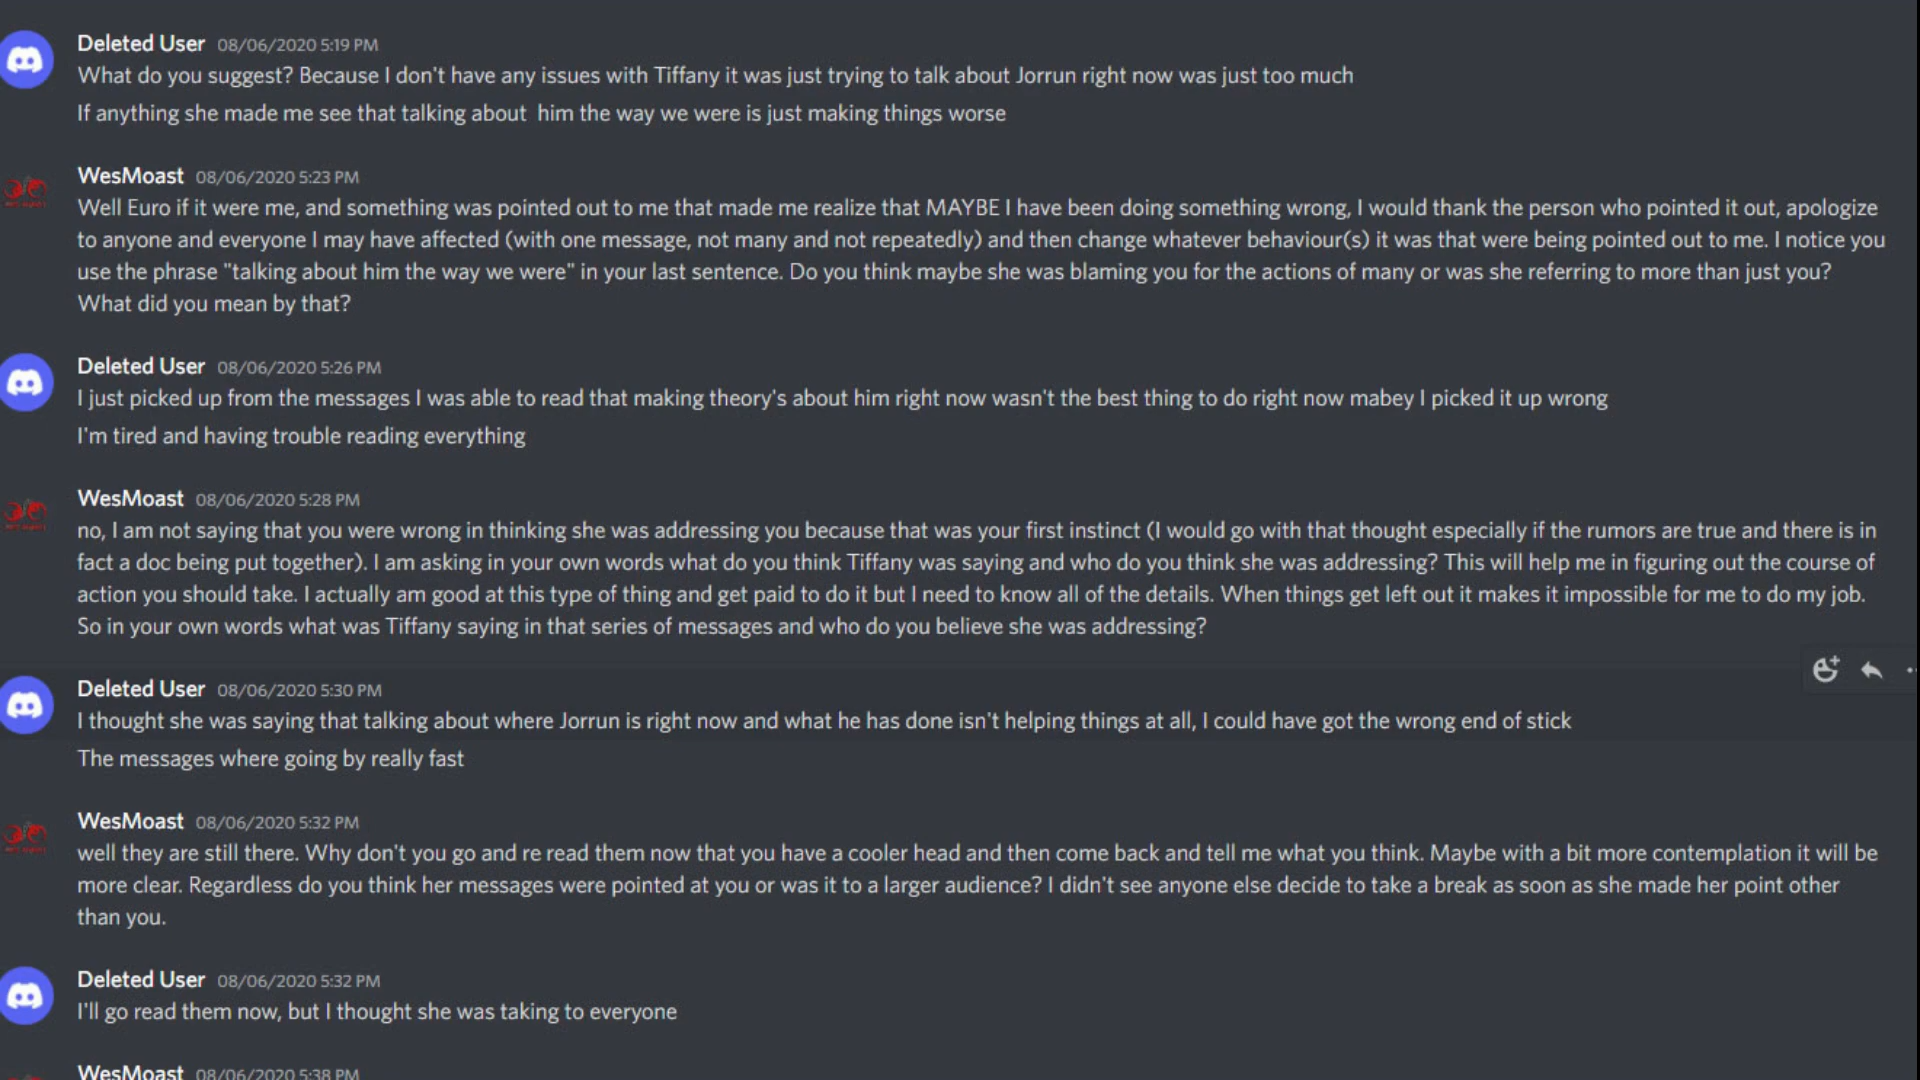 Deleted User 08/06/2020 5:19 PM
What do you suggest? Because I don't have any issues with Tiffany it was just trying to talk about Jorrun right now was just too much
If anything she made me see that talking about  him the way we were is just making things worse
WesMoast 08/06/2020 5:23 PM
Well Euro if it were me, and something was pointed out to me that made me realize that MAYBE I have been doing something wrong, I would thank the person who pointed it out, apologize
to anyone and everyone I may have affected (with one message, not many and not repeatedly) and then change whatever behaviour(s) it was that were being pointed out to me. I notice you
use the phrase "talking about him the way we were" in your last sentence. Do you think maybe she was blaming you for the actions of many or was she referring to more than just you?
What did you mean by that?
Deleted User 08/06/2020 5:26 PM
I just picked up from the messages I was able to read that making theory's about him right now wasn't the best thing to do right now mabey I picked it up wrong
I'm tired and having trouble reading everything
WesMoast 08/06/2020 5:28 PM
no, I am not saying that you were wrong in thinking she was addressing you because that was your first instinct (I would go with that thought especially if the rumors are true and there is in
fact a doc being put together). I am asking in your own words what do you think Tiffany was saying and who do you think she was addressing? This will help me in figuring out the course of
action you should take. I actually am good at this type of thing and get paid to do it but I need to know all of the details. When things get left out it makes it impossible for me to do my job.
So in your own words what was Tiffany saying in that series of messages and who do you believe she was addressing?
Deleted User 08/06/2020 5:30 PM
I thought she was saying that talking about where Jorrun is right now and what he has done isn't helping things at all, I could have got the wrong end of stick
The messages where going by really fast
WesMoast 08/06/2020 5:32 PM
well they are still there. Why don't you go and re read them now that you have a cooler head and then come back and tell me what you think. Maybe with a bit more contemplation it will be
more clear. Regardless do you think her messages were pointed at you or was it to a larger audience? I didn't see anyone else decide to take a break as soon as she made her point other
than you.
Deleted User 08/06/2020 5:32 PM
I'll go read them now, but I thought she was taking to everyone
WesMoast 08/06/2020 5:38 PM